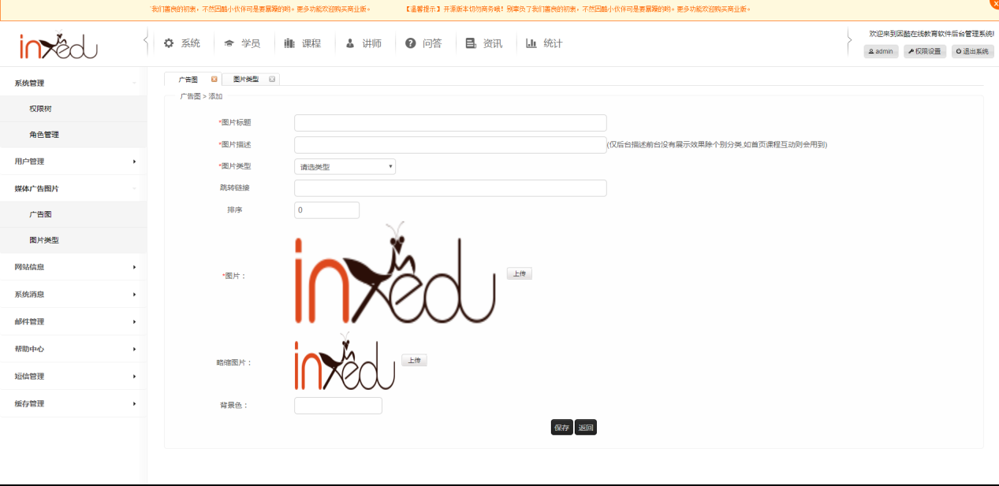 我们善良的初衷，不然因酷小伙伴可是要暴躁的哟。更多功能欢迎购买商业版。 【温馨提示】开源版本切勿商务哦！别辜负了我们善良的初衷，不然因酷小伙伴可是要暴躁的哟。更多功能欢迎购买商业版。
inxedu
系统 学员 课程 讲师 问答 资讯 统计
欢迎来到因酷在线教育软件后台管理系统!
admin 权限设置 退出系统
系统管理
权限树
角色管理
用户管理
媒体广告图片
广告图
图片类型
网站信息
系统消息
邮件管理
帮助中心
短信管理
缓存管理
广告图 图片类型
广告图 > 添加
*图片标题
*图片描述 (仅后台描述前台没有展示效果除个别分类,如首页课程互动则会用到)
*图片类型 请选类型
跳转链接
排序 0
*图片： inxedu 上传
略缩图片： inxedu 上传
背景色：
保存 返回